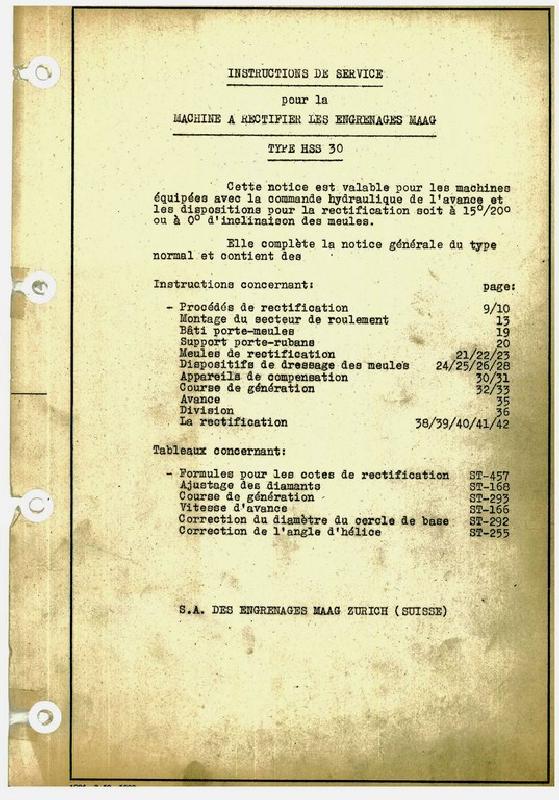 INSTRUCTIONS DE SERVICE
pour la
MACHINE A RECTIFIER LES ENGRENAGES MAAG
TYPE HSS 30
Cette notice est valable pour les machines
équipées avec la commande hydraulique de l'avance et
les dispositions pour la rectification soit à 15°/20°
ou à 0° d'inclinaison des meules.
Elle complète la notice générale du type
normal et contient des
Instructions concernant: page:
- Procédés de rectification 9/10
Montage du secteur de roulement 13
Bâti porte-meules 19
Support porte-rubans 20
Meules de rectification 21/22/23
Dispositifs de dressage des meules 24/25/26/28
Appareils de compensation 30/31
Course de génération 32/33
Avance 35
Division 36
La rectification 38/39/40/41/42
Tableaux concernant:
- Formules pour les cotes de rectification ST-457
Ajustage des diamants ST-168
Course de génération ST-293
Vitesse d'avance ST-166
Correction du diamètre du cercle de base ST-292
Correction de l'angle d'hélice ST-255
S.A. DES ENGRENAGES MAAG ZURICH (SUISSE)